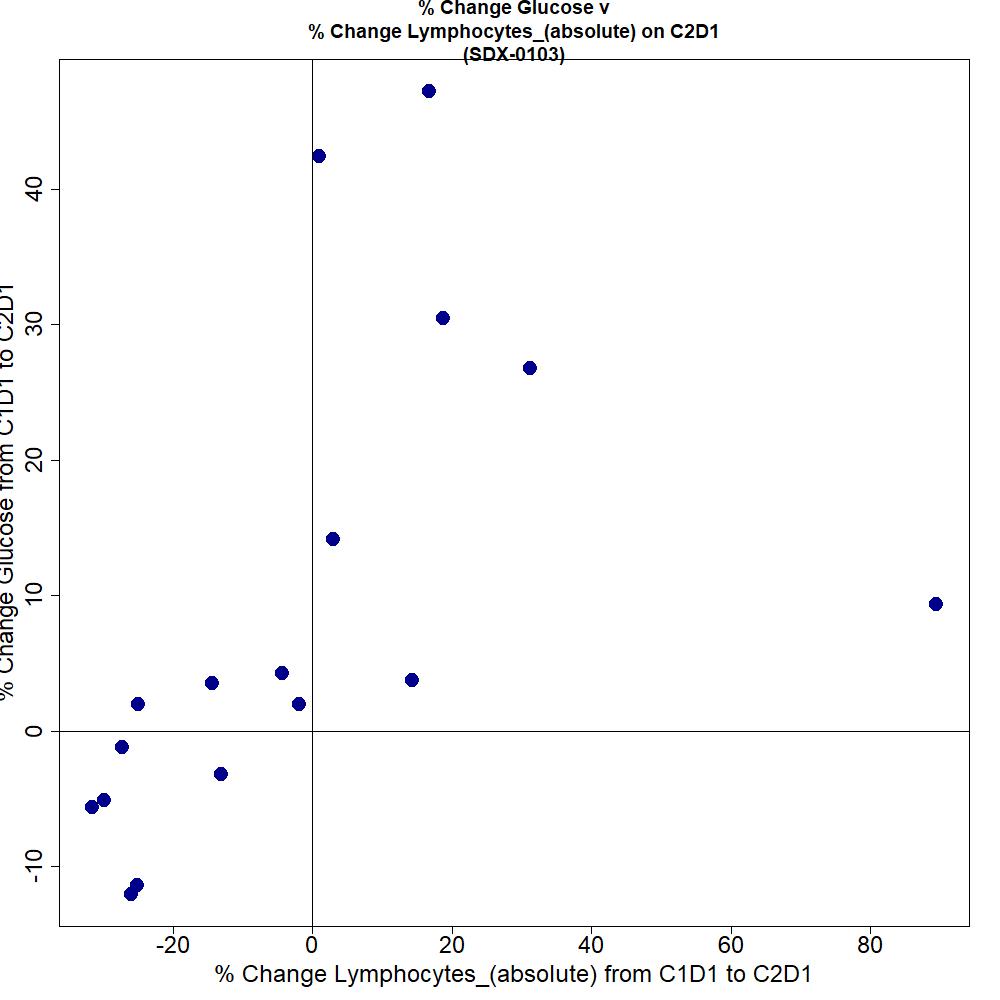 % Change Glucose v
% Change Lymphocytes_(absolute) on C2D1
(SDX-0103)
% Change Glucose from C1D1 to C2D1
40
30
20
10
0
-10
-20
0
20
40
60
80
% Change Lymphocytes_(absolute) from C1D1 to C2D1